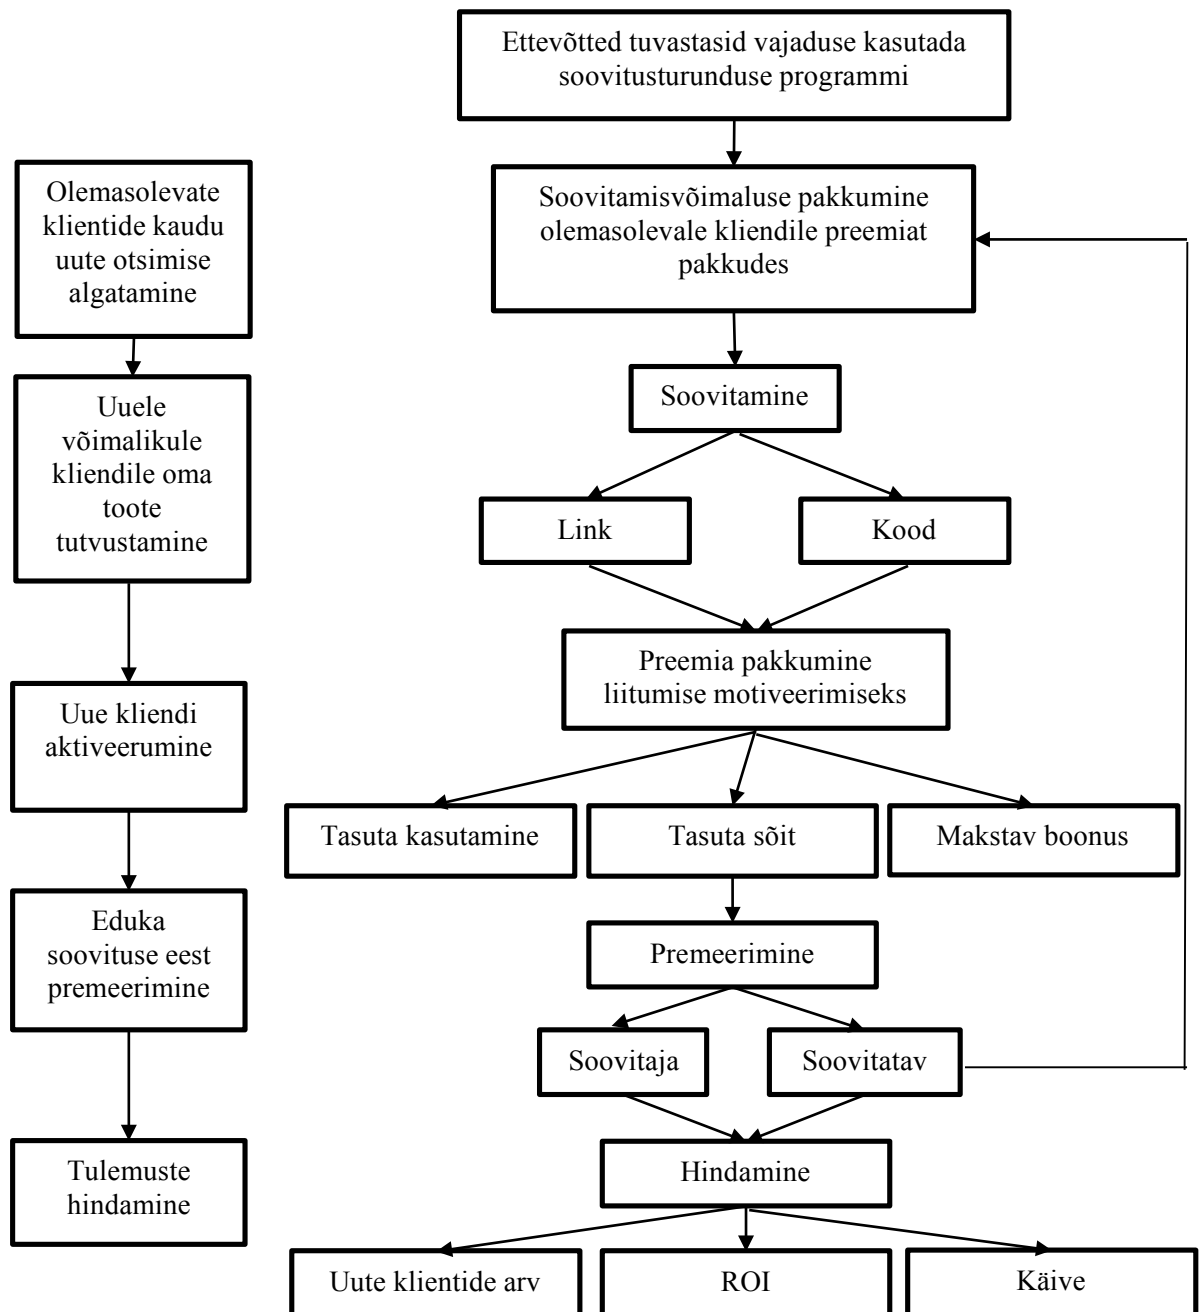 Ettevõtted tuvastasid vajaduse kasutada
soovitusturunduse programmi
Olemasolevate
klientide kaudu
uute otsimise
algatamine
Soovitamisvõimaluse pakkumine
olemasolevale kliendile preemiat
pakkudes
Uuele
võimalikule
kliendile oma
toote
tutvustamine
Soovitamine
Link
Kood
Preemia pakkumine
liitumise motiveerimiseks
Uue kliendi
aktiveerumine
Tasuta kasutamine
Tasuta sõit
Makstav boonus
Eduka
soovituse eest
premeerimine
Premeerimine
Soovitaja
Soovitatav
Tulemuste
hindamine
Hindamine
Uute klientide arv
ROI
Käive